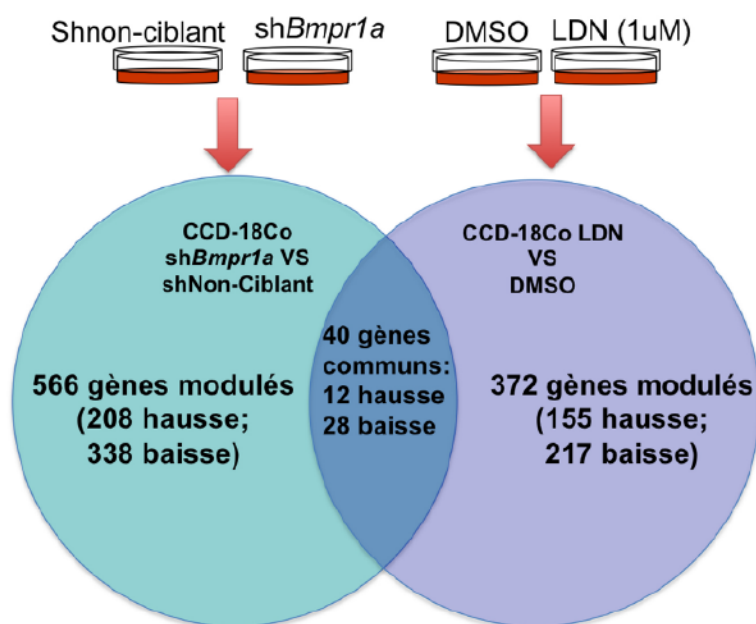 Shnon-ciblant shBmpr1a
DMSO LDN (1uM)
CCD-18Co
shBmpr1a VS
shNon-Ciblant
566 gènes modulés
(208 hausse;
338 baisse)
40 gènes
communs:
12 hausse
28 baisse
CCD-18Co LDN
VS
DMSO
372 gènes modulés
(155 hausse;
217 baisse)